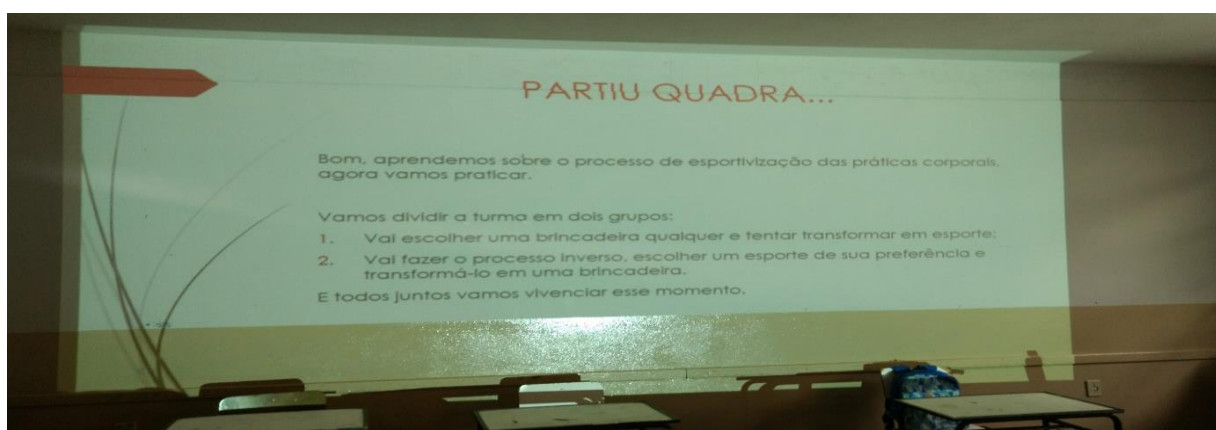 PARTIU QUADRA...
Bom, aprendemos sobre o processo de esportivização das práticas corporais,
agora vamos praticar.
Vamos dividir a turma em dois grupos:
1. Vai escolher uma brincadeira qualquer e tentar transformar em esporte;
2. Vai fazer o processo inverso, escolher um esporte de sua preferência e
transformá-lo em uma brincadeira.
E todos juntos vamos vivenciar esse momento.